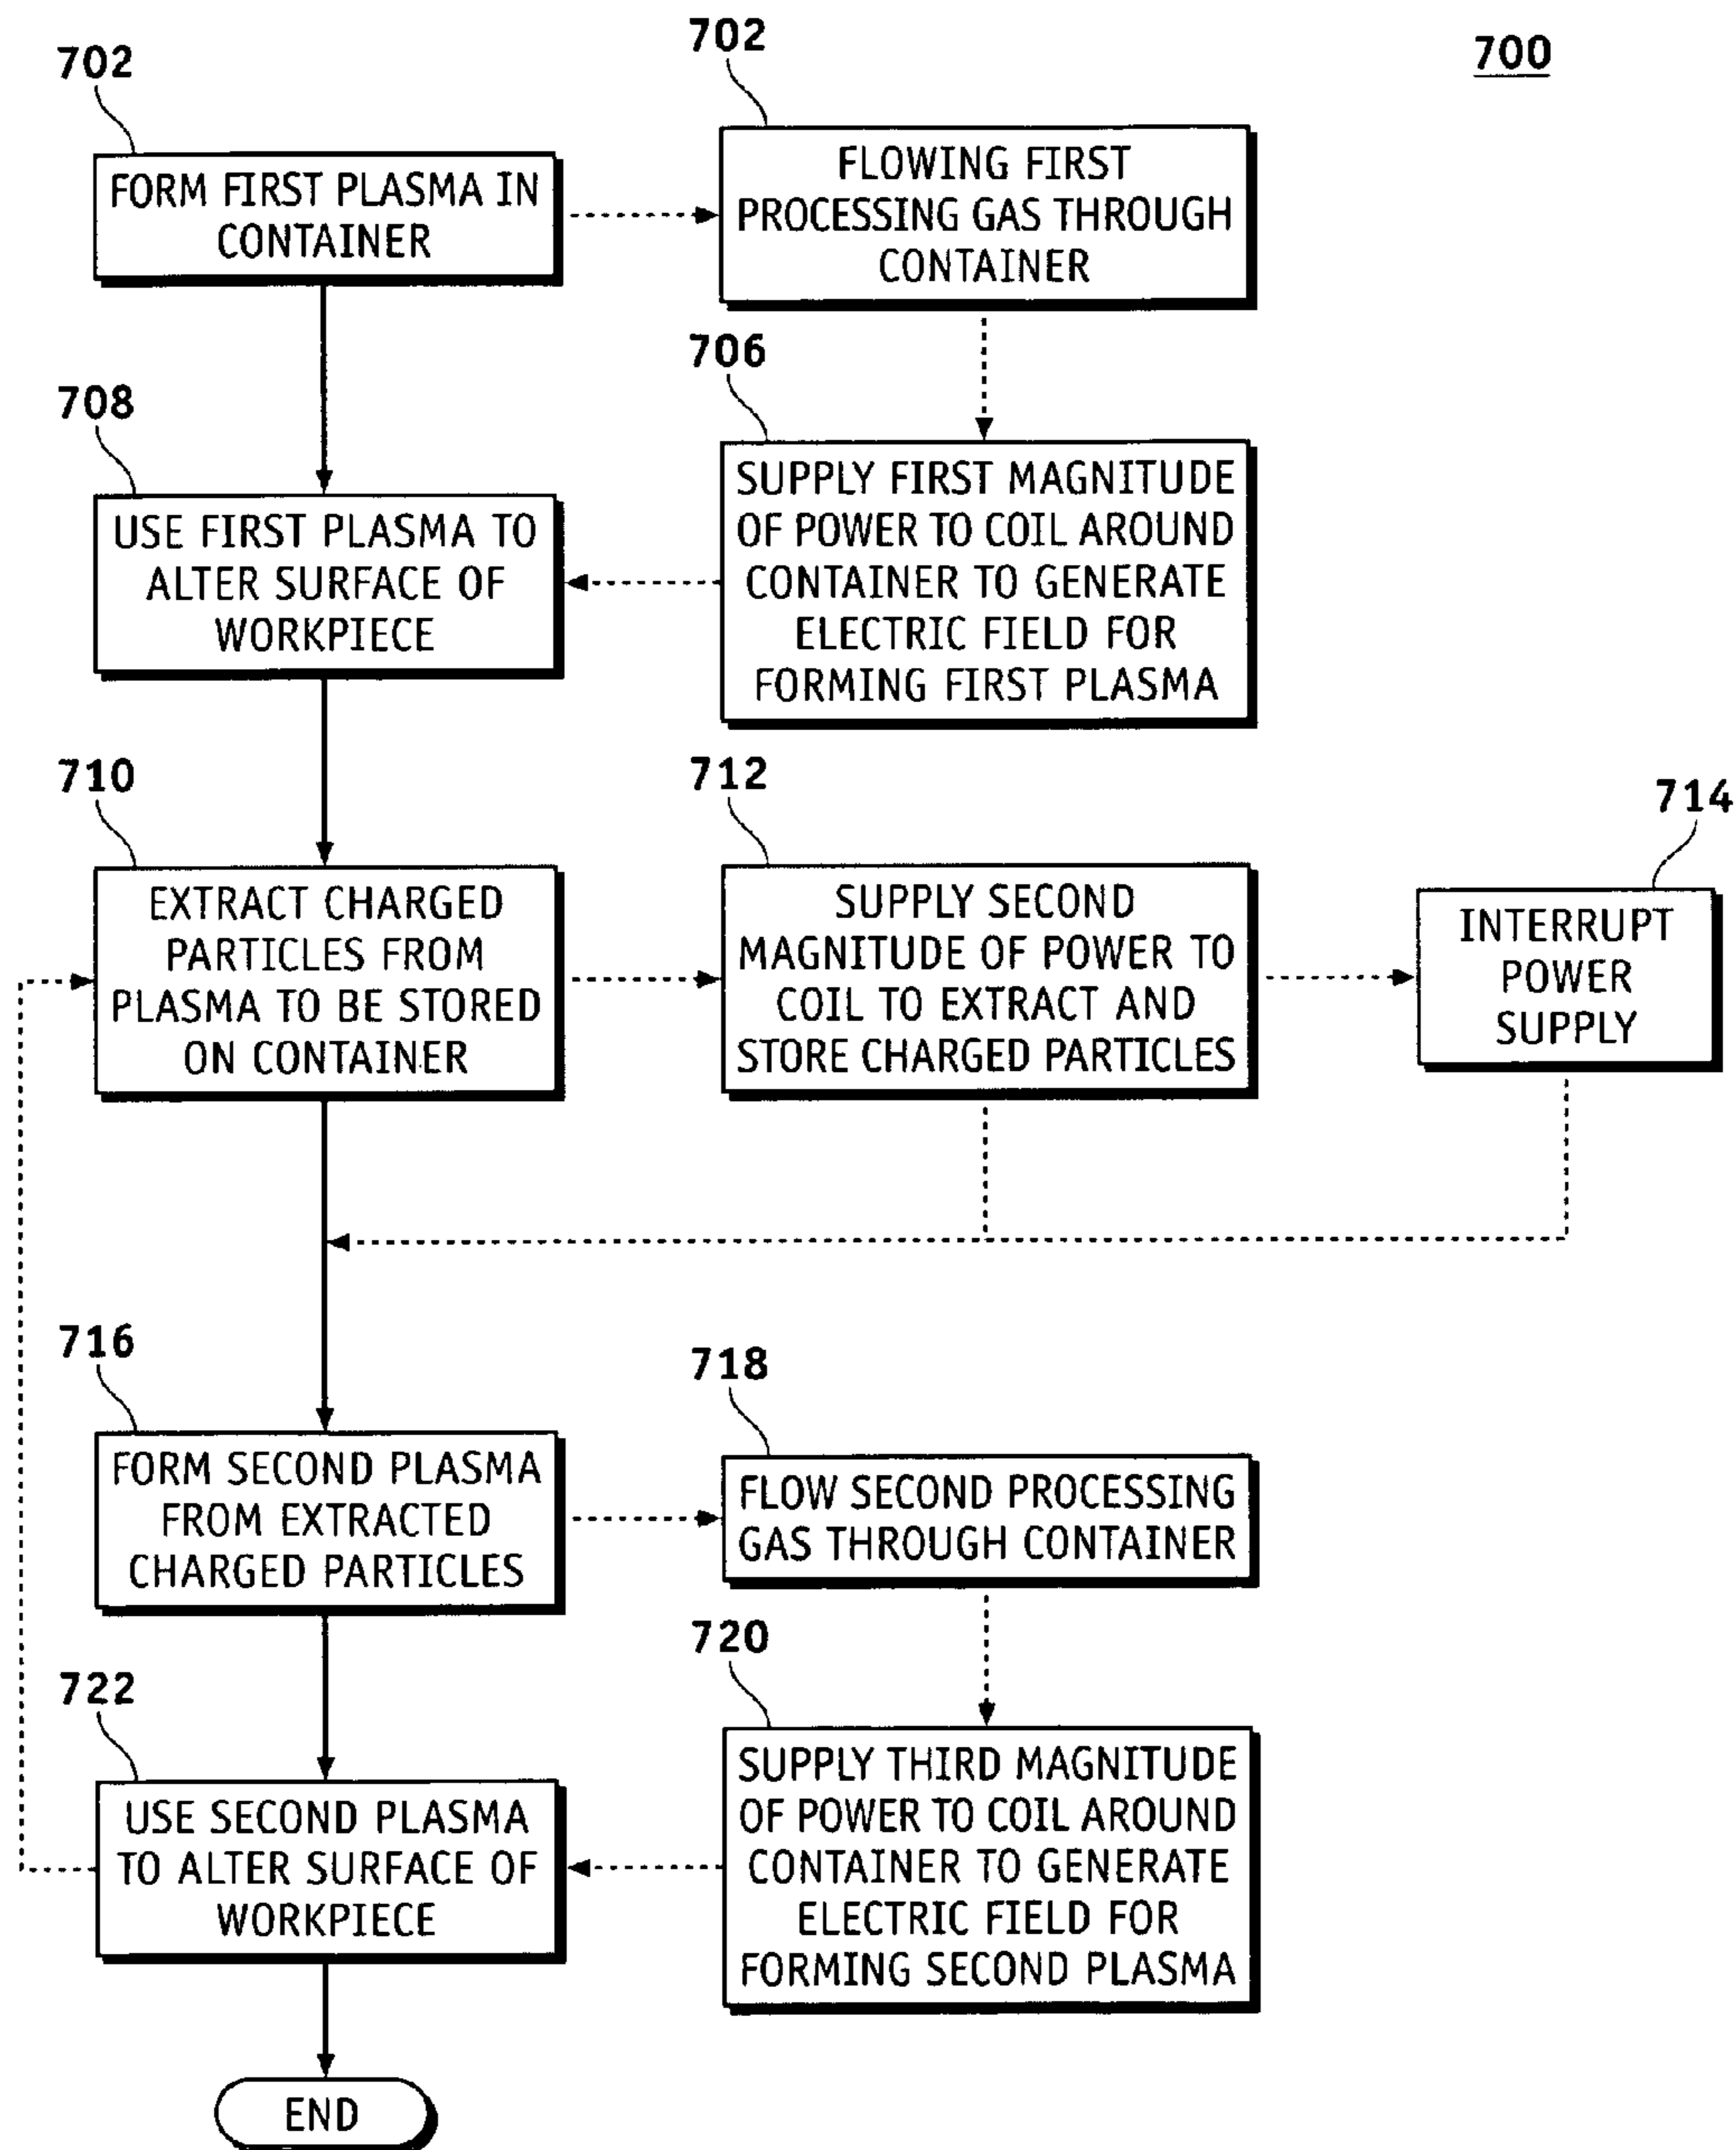 700
702
FORM FIRST PLASMA IN
CONTAINER
702
FLOWING FIRST
PROCESSING GAS THROUGH
CONTAINER
706
SUPPLY FIRST MAGNITUDE
OF POWER TO COIL AROUND
CONTAINER TO GENERATE
ELECTRIC FIELD FOR
FORMING FIRST PLASMA
708
USE FIRST PLASMA TO
ALTER SURFACE OF
WORKPIECE
710
EXTRACT CHARGED
PARTICLES FROM
PLASMA TO BE STORED
ON CONTAINER
712
SUPPLY SECOND
MAGNITUDE OF POWER TO
COIL TO EXTRACT AND
STORE CHARGED PARTICLES
714
INTERRUPT
POWER
SUPPLY
716
FORM SECOND PLASMA
FROM EXTRACTED
CHARGED PARTICLES
718
FLOW SECOND PROCESSING
GAS THROUGH CONTAINER
720
SUPPLY THIRD MAGNITUDE
OF POWER TO COIL AROUND
CONTAINER TO GENERATE
ELECTRIC FIELD FOR
FORMING SECOND PLASMA
722
USE SECOND PLASMA
TO ALTER SURFACE OF
WORKPIECE
END